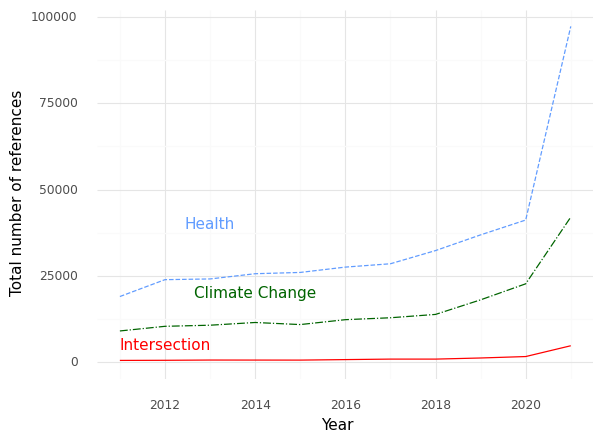 100000
75000
50000
25000
0
Total number of references
Health
Climate Change
Intersection
2012 2014 2016 2018 2020
Year